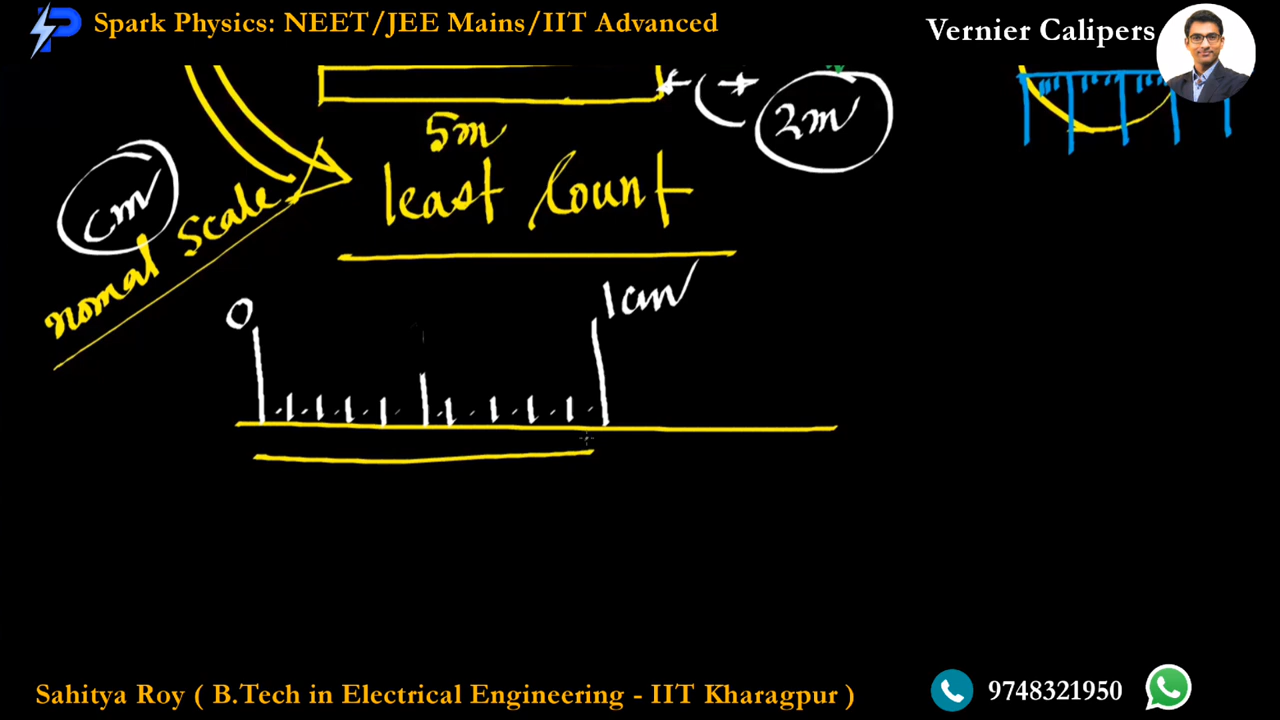 Spark Physics: NEET/JEE Mains/IIT Advanced
Vernier Calipers
5m
2m
least Count
cm
nomal scale
0
1cm
Sahitya Roy ( B.Tech in Electrical Engineering - IIT Kharagpur )
9748321950